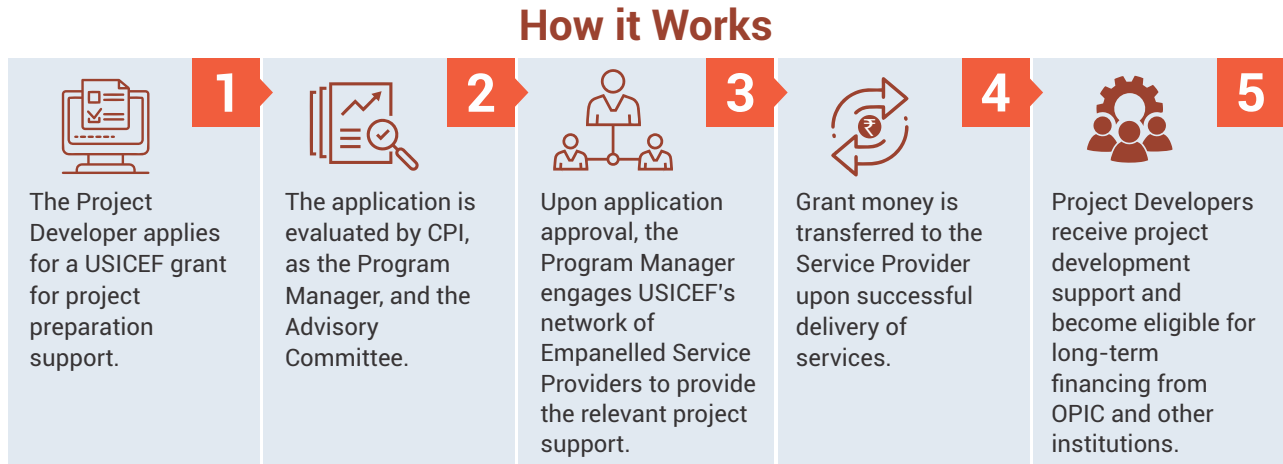 How it Works
1
The Project
Developer applies
for a USICEF grant
for project
preparation
support.
2
The application is
evaluated by CPI,
as the Program
Manager, and the
Advisory
Committee.
3
Upon application
approval, the
Program Manager
engages USICEF's
network of
Empanelled Service
Providers to provide
the relevant project
support.
4
₹
Grant money is
transferred to the
Service Provider
upon successful
delivery of
services.
5
Project Developers
receive project
development
support and
become eligible for
long-term
financing from
OPIC and other
institutions.